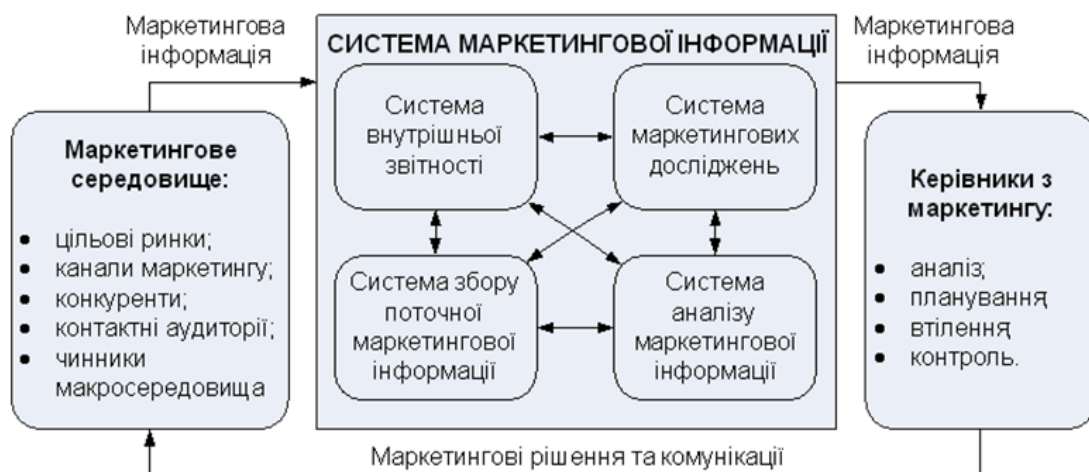 Маркетингова
інформація
СИСТЕМА МАРКЕТИНГОВОЇ ІНФОРМАЦІЇ
Маркетингова
інформація
Маркетингове
середовище:
• цільові ринки;
• канали маркетингу;
• конкуренти;
• контактні аудиторії;
• чинники
макросередовища
Система
внутрішньої
звітності
Система
маркетингових
досліджень
Система збору
поточної
маркетингової
інформації
Система
аналізу
маркетингової
інформації
Керівники з
маркетингу:
• аналіз;
• планування;
• втілення;
• контроль.
Маркетингові рішення та комунікації